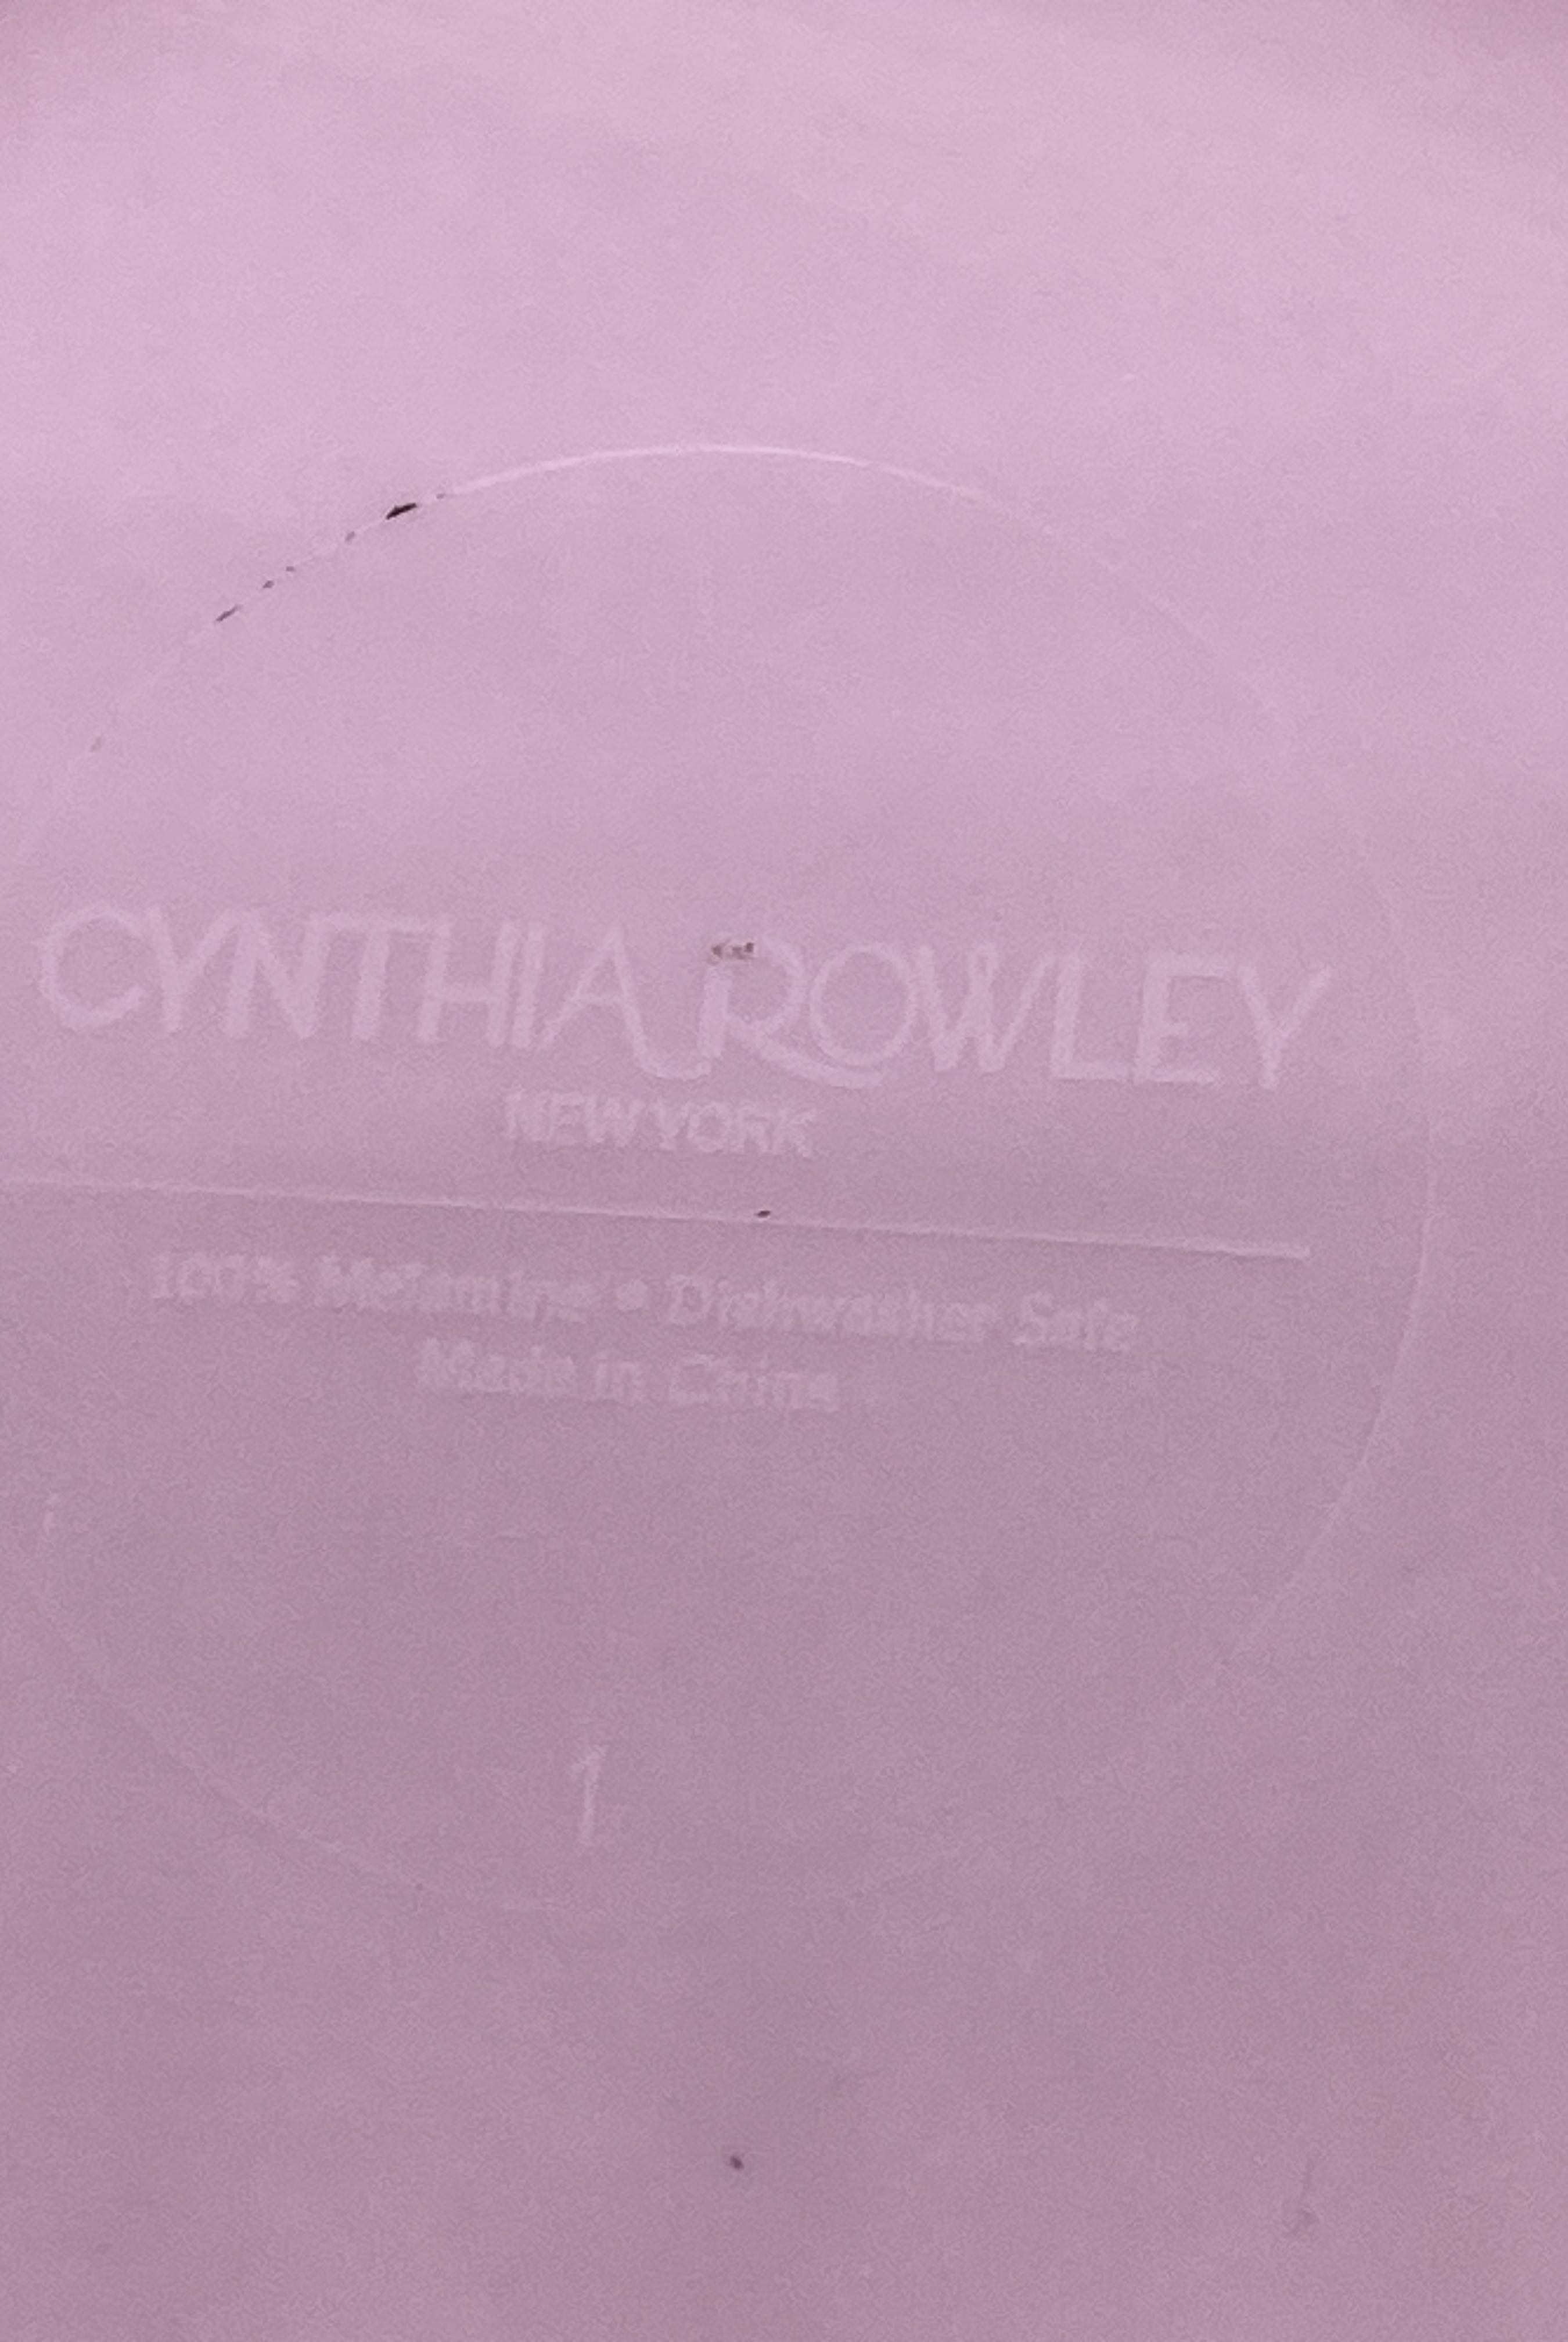 CYNTHIA ROWLEY
NEW YORK
100% Melamine • Dishwasher Safe
Made in China
1